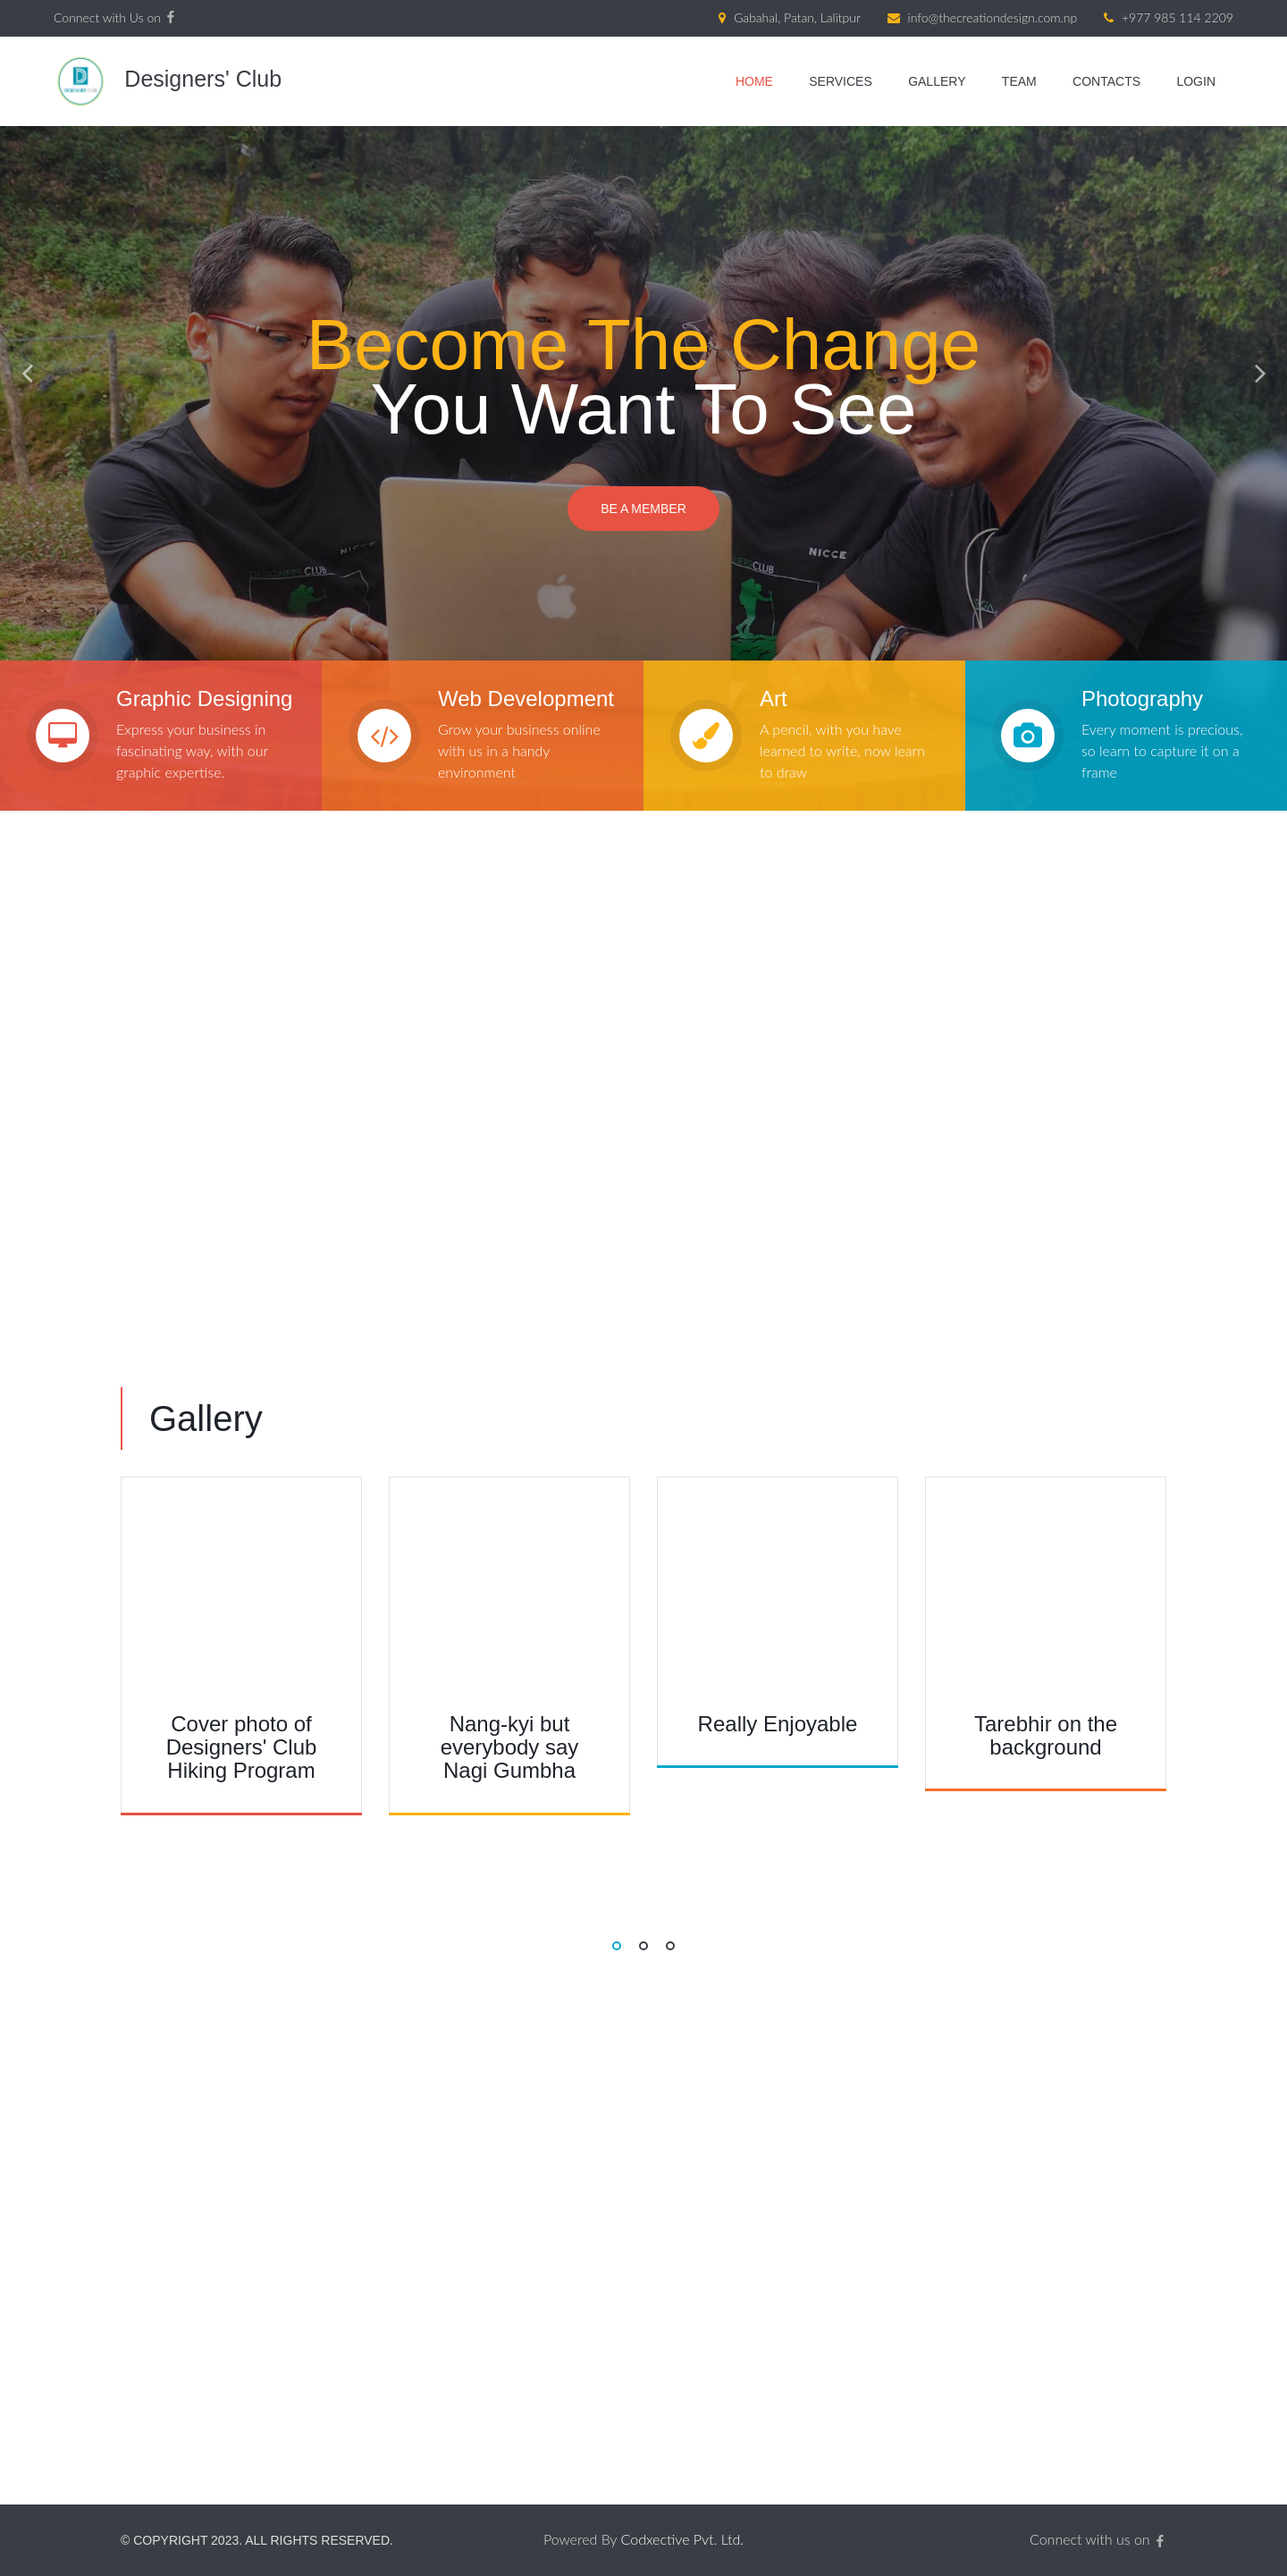 Connect with Us on
Gabahal, Patan, Lalitpur
info@thecreationdesign.com.np
+977 985 114 2209
Designers' Club
HOME SERVICES GALLERY TEAM CONTACTS LOGIN
Become The Change
You Want To See
BE A MEMBER
NICCE
NICCE
DESIGNERS CLUB
Graphic Designing
Express your business in
fascinating way, with our
graphic expertise.
Web Development
Grow your business online
with us in a handy
environment
Art
A pencil, with you have
learned to write, now learn
to draw
Photography
Every moment is precious,
so learn to capture it on a
frame
Gallery
Cover photo of
Designers' Club
Hiking Program
Nang-kyi but
everybody say
Nagi Gumbha
Really Enjoyable
Tarebhir on the
background
© COPYRIGHT 2023. ALL RIGHTS RESERVED.
Powered By Codxective Pvt. Ltd.
Connect with us on